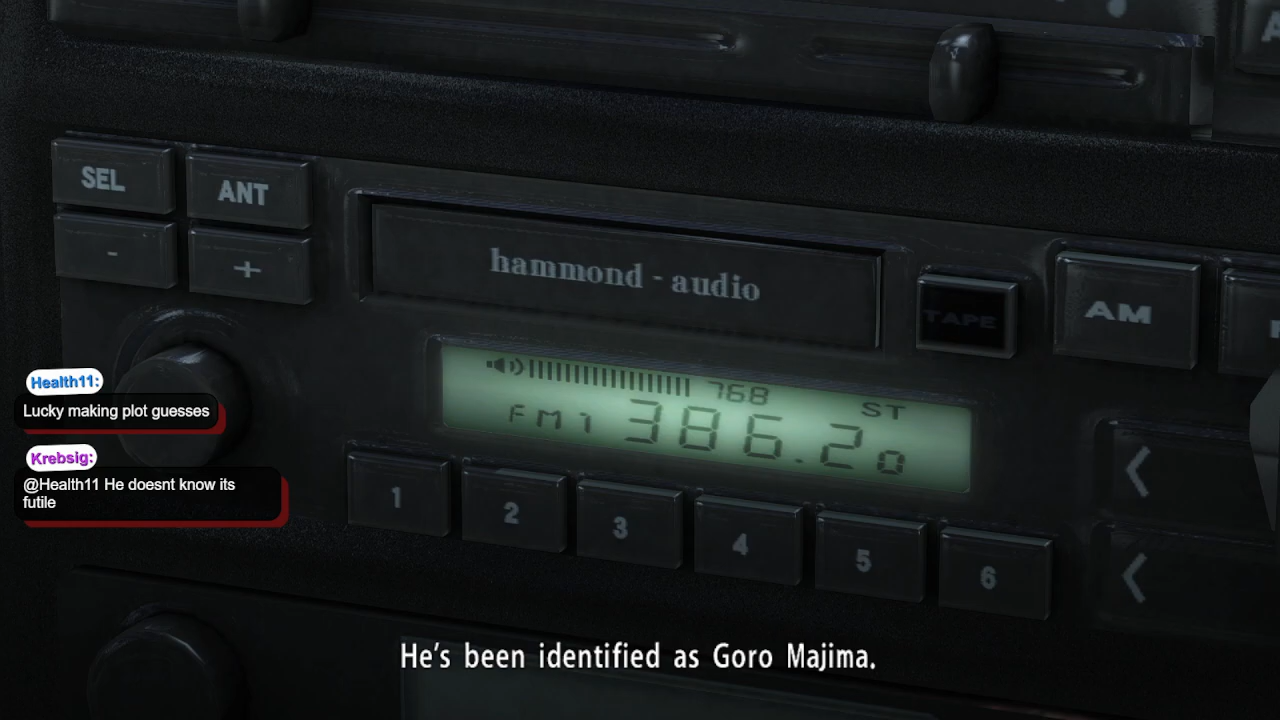 SEL
ANT
-
+
hammond - audio
TAPE
AM
768
ST
FM1 386.20
1
2
3
4
5
6
Health11:
Lucky making plot guesses
Krebsig:
@Health11 He doesnt know its
futile
He's been identified as Goro Majima.